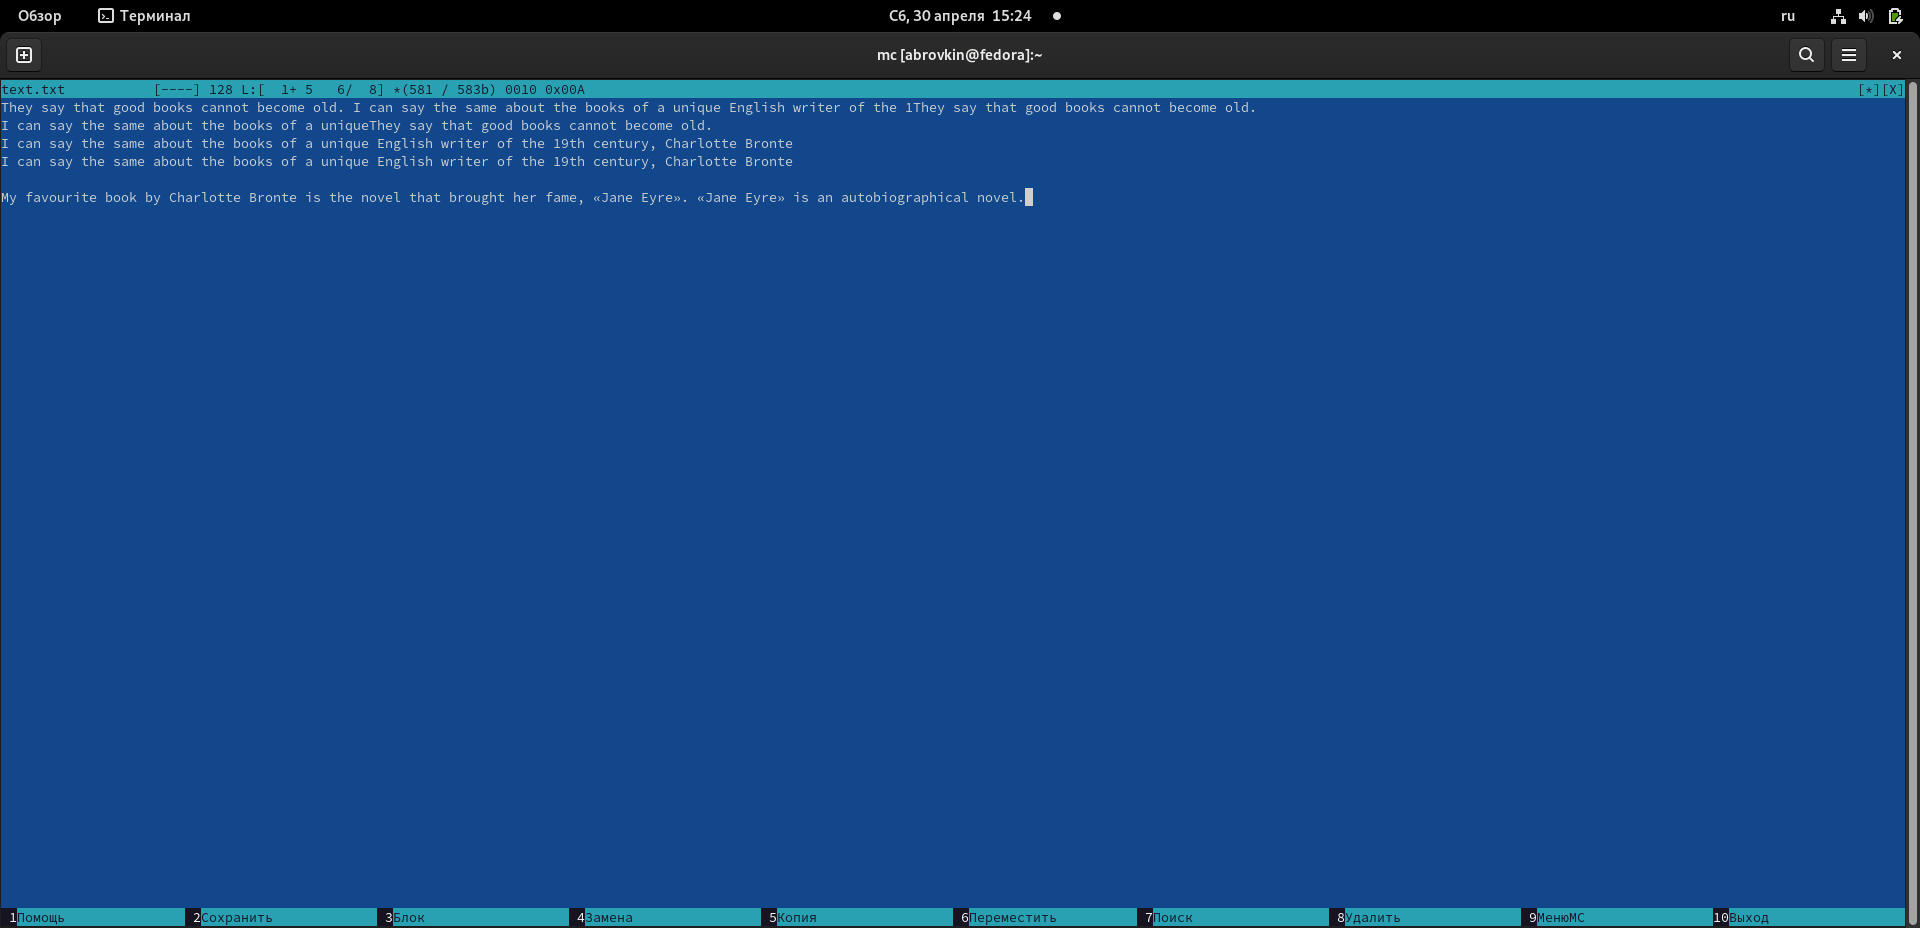 Обзор Терминал Сб, 30 апреля 15:24 ru
mc [abrovkin@fedora]:~
text.txt [----] 128 L:[ 1+ 5 6/ 8] *(581 / 583b) 0010 0x00A [*][X]
They say that good books cannot become old. I can say the same about the books of a unique English writer of the 1They say that good books cannot become old.
I can say the same about the books of a uniqueThey say that good books cannot become old.
I can say the same about the books of a unique English writer of the 19th century, Charlotte Bronte
I can say the same about the books of a unique English writer of the 19th century, Charlotte Bronte
My favourite book by Charlotte Bronte is the novel that brought her fame, «Jane Eyre». «Jane Eyre» is an autobiographical novel.
1Помощь 2Сохранить 3Блок 4Замена 5Копия 6Переместить 7Поиск 8Удалить 9МенюМС 10Выход